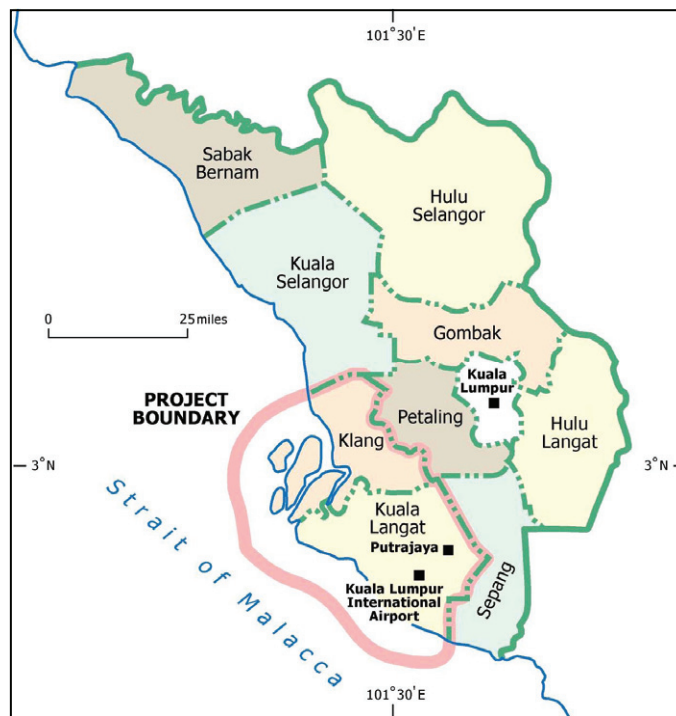 101°30´E
Sabak
Bernam
Hulu
Selangor
Kuala
Selangor
0 25 miles
Gombak
Kuala
Lumpur
PROJECT
BOUNDARY
Petaling
Klang
Hulu
Langat
3°N
3°N
Kuala
Langat
Putrajaya
Kuala Lumpur
International
Airport
Sepang
Strait of Malacca
101°30´E